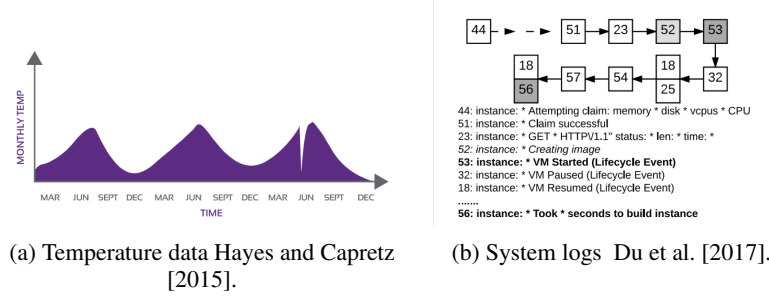 MONTHLY TEMP
MAR JUN SEPT DEC MAR JUN SEPT DEC MAR JUN SEPT DEC
TIME
(a) Temperature data Hayes and Capretz
[2015].
44 51 23 52 53
18 18
56 57 54 25 32
44: instance: * Attempting claim: memory * disk * vcpus * CPU
51: instance: * Claim successful
23: instance: * GET * HTTP\/1.1" status: * len: * time: *
52: instance: * Creating image
53: instance: * VM Started (Lifecycle Event)
32: instance: * VM Paused (Lifecycle Event)
18: instance: * VM Resumed (Lifecycle Event)
.......
56: instance: * Took * seconds to build instance
(b) System logs Du et al. [2017].